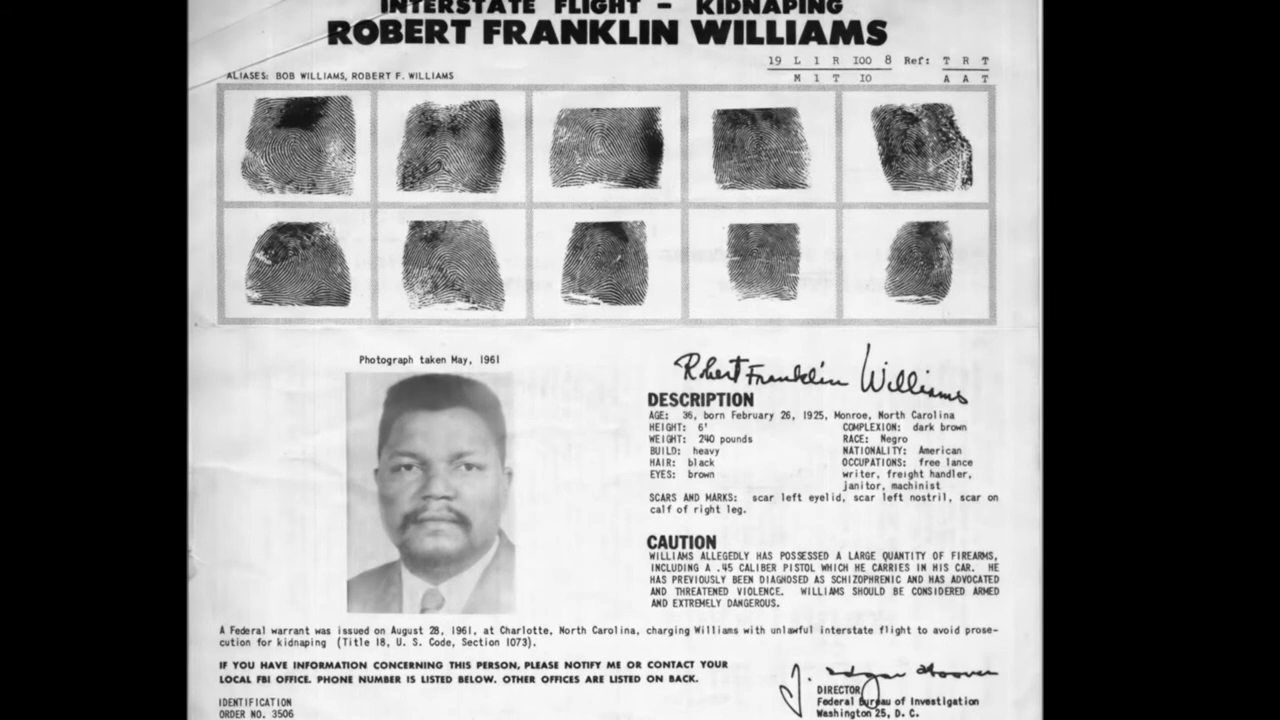 INTERSTATE FLIGHT - KIDNAPING
ROBERT FRANKLIN WILLIAMS
19 L 1 R IOO 8 Ref: T R T
M 1 T IO A A T
ALIASES: BOB WILLIAMS, ROBERT F. WILLIAMS
Photograph taken May, 1961
Robert Franklin Williams
DESCRIPTION
AGE: 36, born February 26, 1925, Monroe, North Carolina
HEIGHT: 6' COMPLEXION: dark brown
WEIGHT: 240 pounds RACE: Negro
BUILD: heavy NATIONALITY: American
HAIR: black OCCUPATIONS: free lance
EYES: brown writer, freight handler,
janitor, machinist
SCARS AND MARKS: scar left eyelid, scar left nostril, scar on
calf of right leg.
CAUTION
WILLIAMS ALLEGEDLY HAS POSSESSED A LARGE QUANTITY OF FIREARMS,
INCLUDING A .45 CALIBER PISTOL WHICH HE CARRIES IN HIS CAR. HE
HAS PREVIOUSLY BEEN DIAGNOSED AS SCHIZOPHRENIC AND HAS ADVOCATED
AND THREATENED VIOLENCE. WILLIAMS SHOULD BE CONSIDERED ARMED
AND EXTREMELY DANGEROUS.
A Federal warrant was issued on August 28, 1961, at Charlotte, North Carolina, charging Williams with unlawful interstate flight to avoid prose-
cution for kidnaping (Title 18, U. S. Code, Section 1073).
IF YOU HAVE INFORMATION CONCERNING THIS PERSON, PLEASE NOTIFY ME OR CONTACT YOUR
LOCAL FBI OFFICE. PHONE NUMBER IS LISTED BELOW. OTHER OFFICES ARE LISTED ON BACK.
IDENTIFICATION
ORDER NO. 3506
J. Edgar Hoover
DIRECTOR
Federal Bureau of Investigation
Washington 25, D. C.